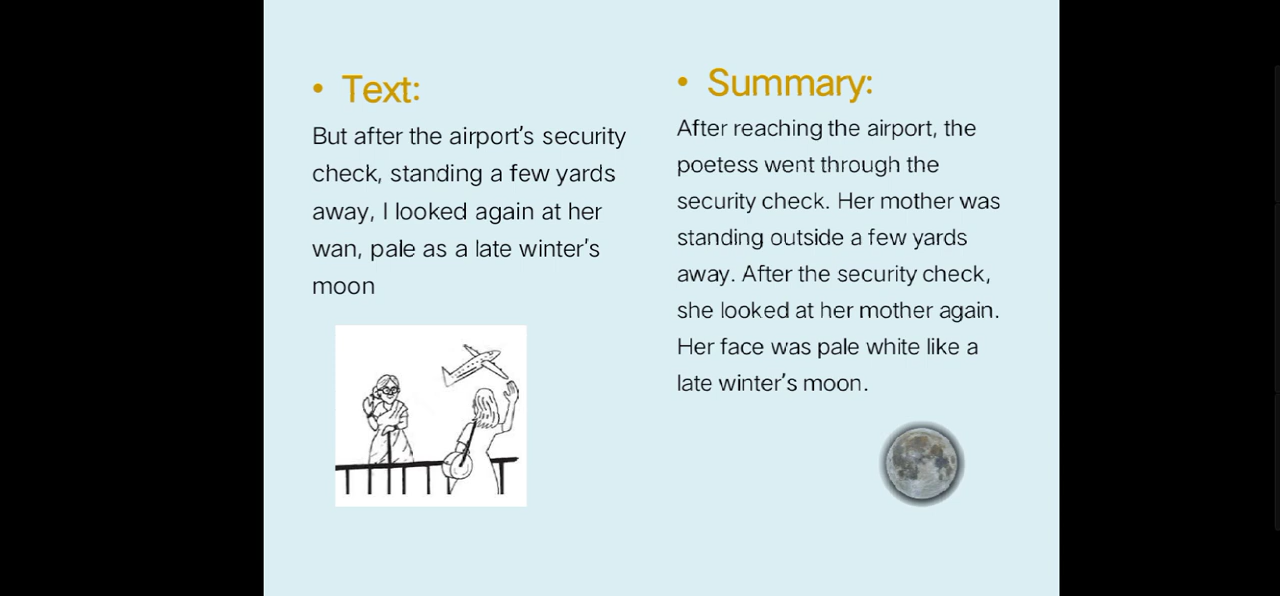 • Text:
But after the airport's security
check, standing a few yards
away, I looked again at her
wan, pale as a late winter's
moon
• Summary:
After reaching the airport, the
poetess went through the
security check. Her mother was
standing outside a few yards
away. After the security check,
she looked at her mother again.
Her face was pale white like a
late winter's moon.